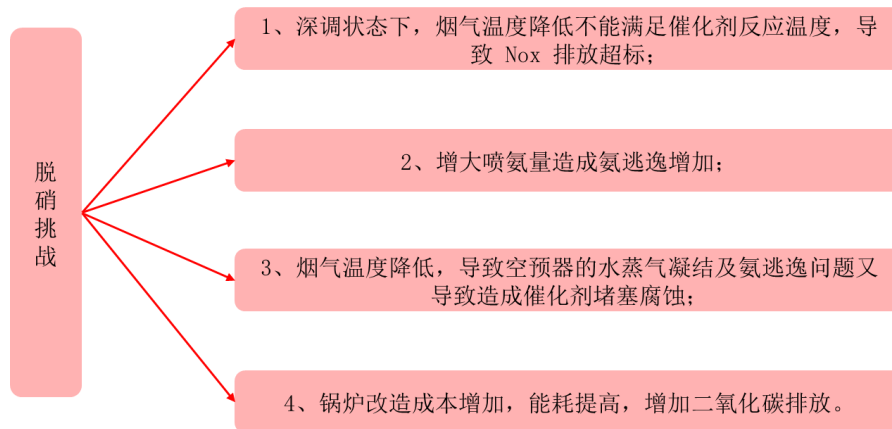 脱硝挑战
1、深调状态下，烟气温度降低不能满足催化剂反应温度，导
致 Nox 排放超标；
2、增大喷氨量造成氨逃逸增加；
3、烟气温度降低，导致空预器的水蒸气凝结及氨逃逸问题又
导致造成催化剂堵塞腐蚀；
4、锅炉改造成本增加，能耗提高，增加二氧化碳排放。